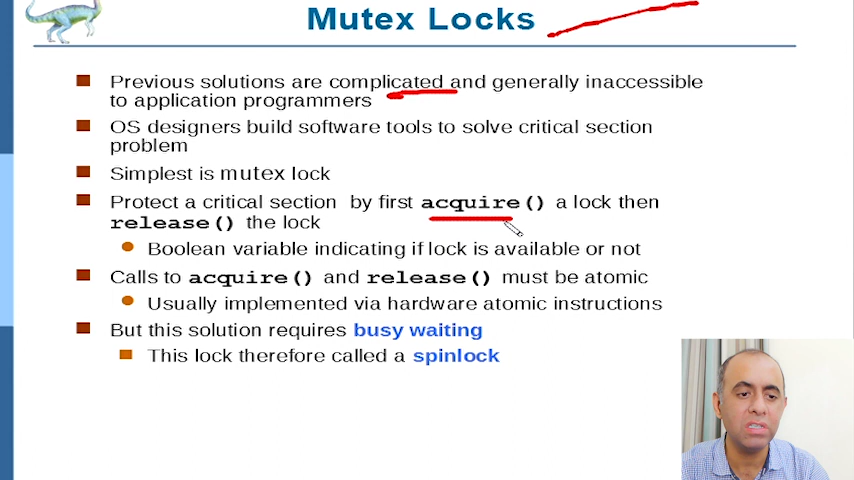 Mutex Locks
Previous solutions are complicated and generally inaccessible
to application programmers
OS designers build software tools to solve critical section
problem
Simplest is mutex lock
Protect a critical section by first acquire() a lock then
release() the lock
Boolean variable indicating if lock is available or not
Calls to acquire() and release() must be atomic
Usually implemented via hardware atomic instructions
But this solution requires busy waiting
This lock therefore called a spinlock